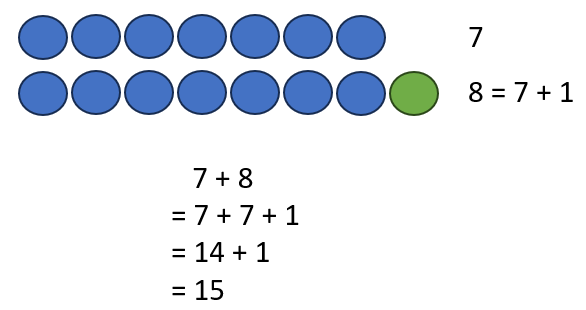 7
8 = 7 + 1
7 + 8
= 7 + 7 + 1
= 14 + 1
= 15